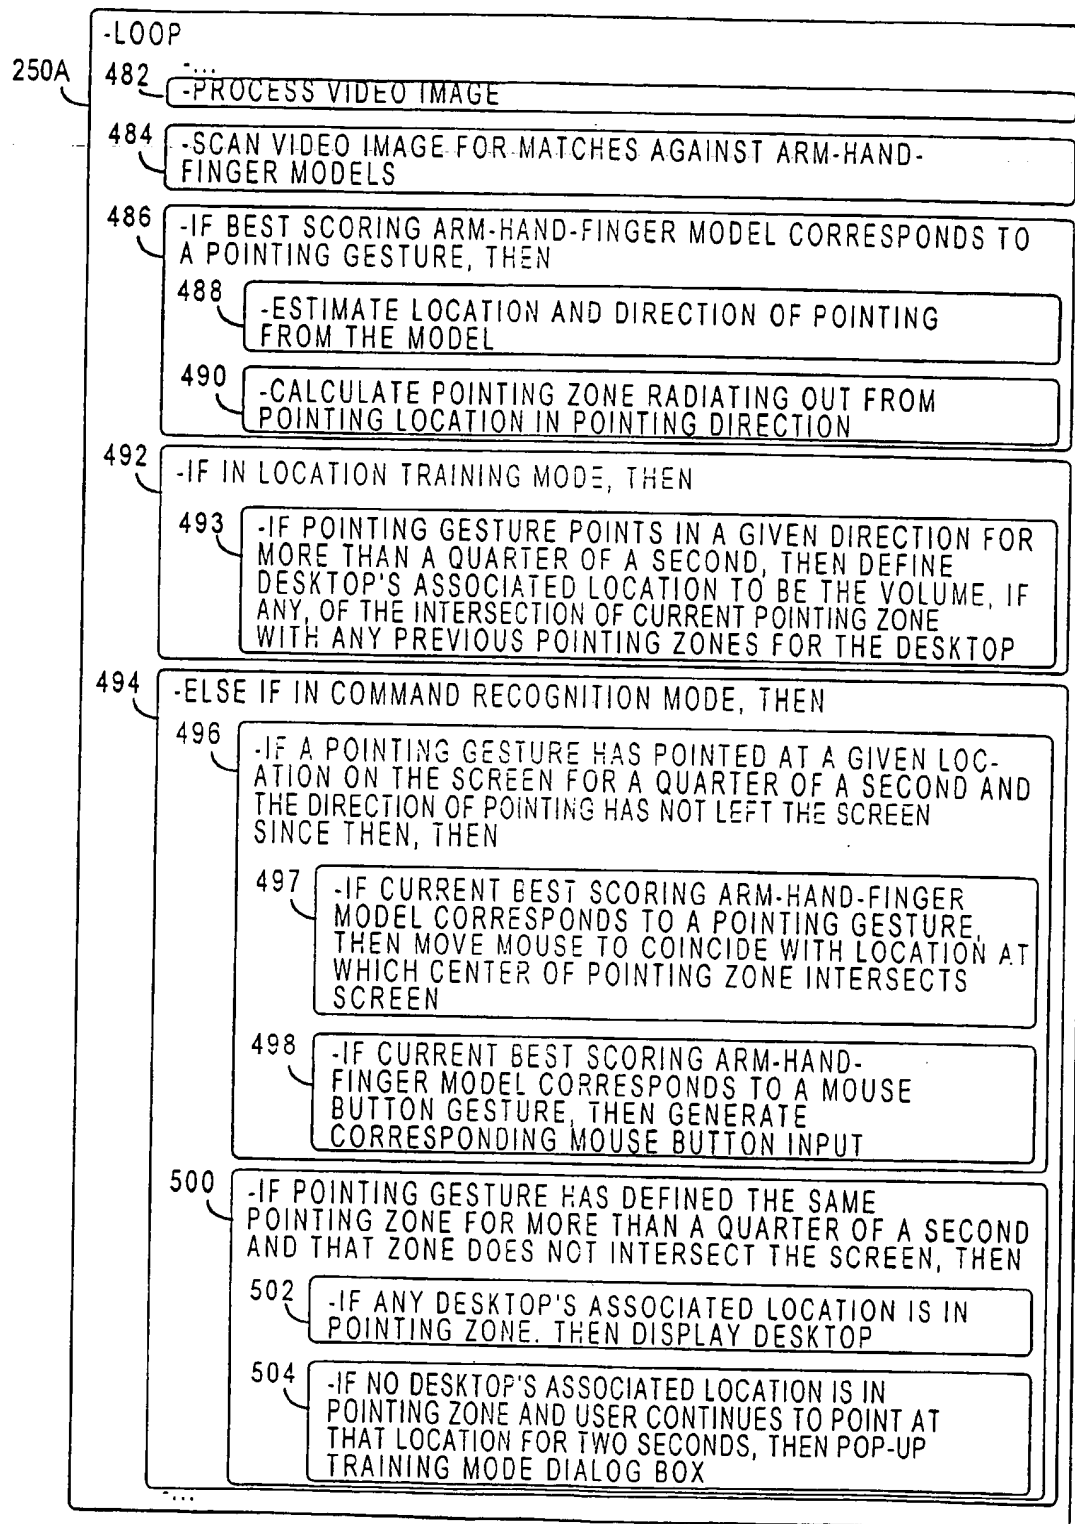 -LOOP
-...
250A
482
-PROCESS VIDEO IMAGE
484
-SCAN VIDEO IMAGE FOR MATCHES AGAINST ARM-HAND-
FINGER MODELS
486
-IF BEST SCORING ARM-HAND-FINGER MODEL CORRESPONDS TO
A POINTING GESTURE, THEN
488
-ESTIMATE LOCATION AND DIRECTION OF POINTING
FROM THE MODEL
490
-CALCULATE POINTING ZONE RADIATING OUT FROM
POINTING LOCATION IN POINTING DIRECTION
492
-IF IN LOCATION TRAINING MODE, THEN
493
-IF POINTING GESTURE POINTS IN A GIVEN DIRECTION FOR
MORE THAN A QUARTER OF A SECOND, THEN DEFINE
DESKTOP'S ASSOCIATED LOCATION TO BE THE VOLUME, IF
ANY, OF THE INTERSECTION OF CURRENT POINTING ZONE
WITH ANY PREVIOUS POINTING ZONES FOR THE DESKTOP
494
-ELSE IF IN COMMAND RECOGNITION MODE, THEN
496
-IF A POINTING GESTURE HAS POINTED AT A GIVEN LOC-
ATION ON THE SCREEN FOR A QUARTER OF A SECOND AND
THE DIRECTION OF POINTING HAS NOT LEFT THE SCREEN
SINCE THEN, THEN
497
-IF CURRENT BEST SCORING ARM-HAND-FINGER
MODEL CORRESPONDS TO A POINTING GESTURE,
THEN MOVE MOUSE TO COINCIDE WITH LOCATION AT
WHICH CENTER OF POINTING ZONE INTERSECTS
SCREEN
498
-IF CURRENT BEST SCORING ARM-HAND-
FINGER MODEL CORRESPONDS TO A MOUSE
BUTTON GESTURE, THEN GENERATE
CORRESPONDING MOUSE BUTTON INPUT
500
-IF POINTING GESTURE HAS DEFINED THE SAME
POINTING ZONE FOR MORE THAN A QUARTER OF A SECOND
AND THAT ZONE DOES NOT INTERSECT THE SCREEN, THEN
502
-IF ANY DESKTOP'S ASSOCIATED LOCATION IS IN
POINTING ZONE. THEN DISPLAY DESKTOP
504
-IF NO DESKTOP'S ASSOCIATED LOCATION IS IN
POINTING ZONE AND USER CONTINUES TO POINT AT
THAT LOCATION FOR TWO SECONDS, THEN POP-UP
TRAINING MODE DIALOG BOX
-...